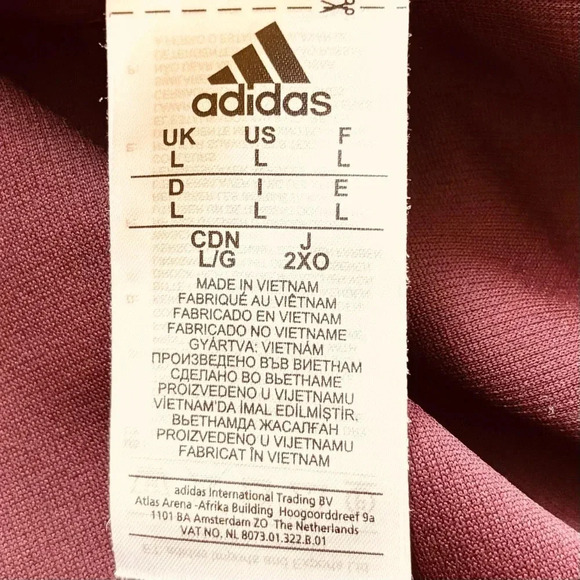 adidas
UK US F
L L L
D I E
L L L
CDN J
L/G 2XO
MADE IN VIETNAM
FABRIQUÉ AU VIÊTNAM
FABRICADO EN VIETNAM
FABRICADO NO VIETNAME
GYÁRTVA: VIETNÁM
ПРОИЗВЕДЕНО ВЪВ ВИЕТНАМ
СДЕЛАНО ВО ВЬЕТНАМЕ
PROIZVEDENO U VIJETNAMU
VİETNAM'DA IMAL EDİLMİŞTİR.
ВЬЕТНАМДА ЖАСАЛҒАН
PROIZVEDENO U VIJETNAMU
FABRICAT ÎN VIETNAM
adidas International Trading BV
Atlas Arena -Afrika Building Hoogoorddreef 9a
1101 BA Amsterdam ZO The Netherlands
VAT NO. NL 8073.01.322.B.01